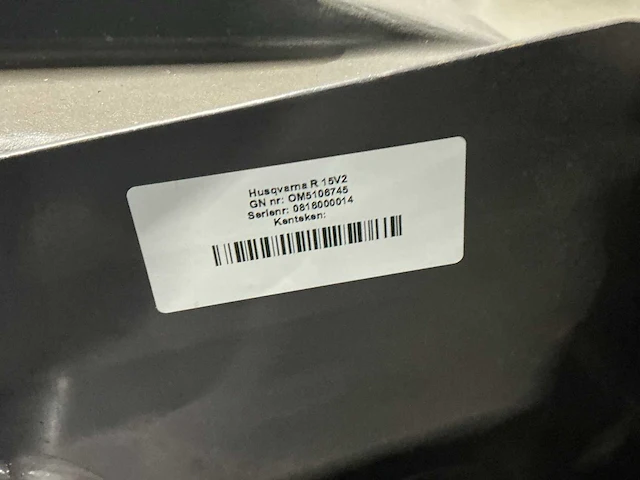 Husqvarna R 15V2
GN nr: OM5106745
Serienr: 0818000014
Kenteken: